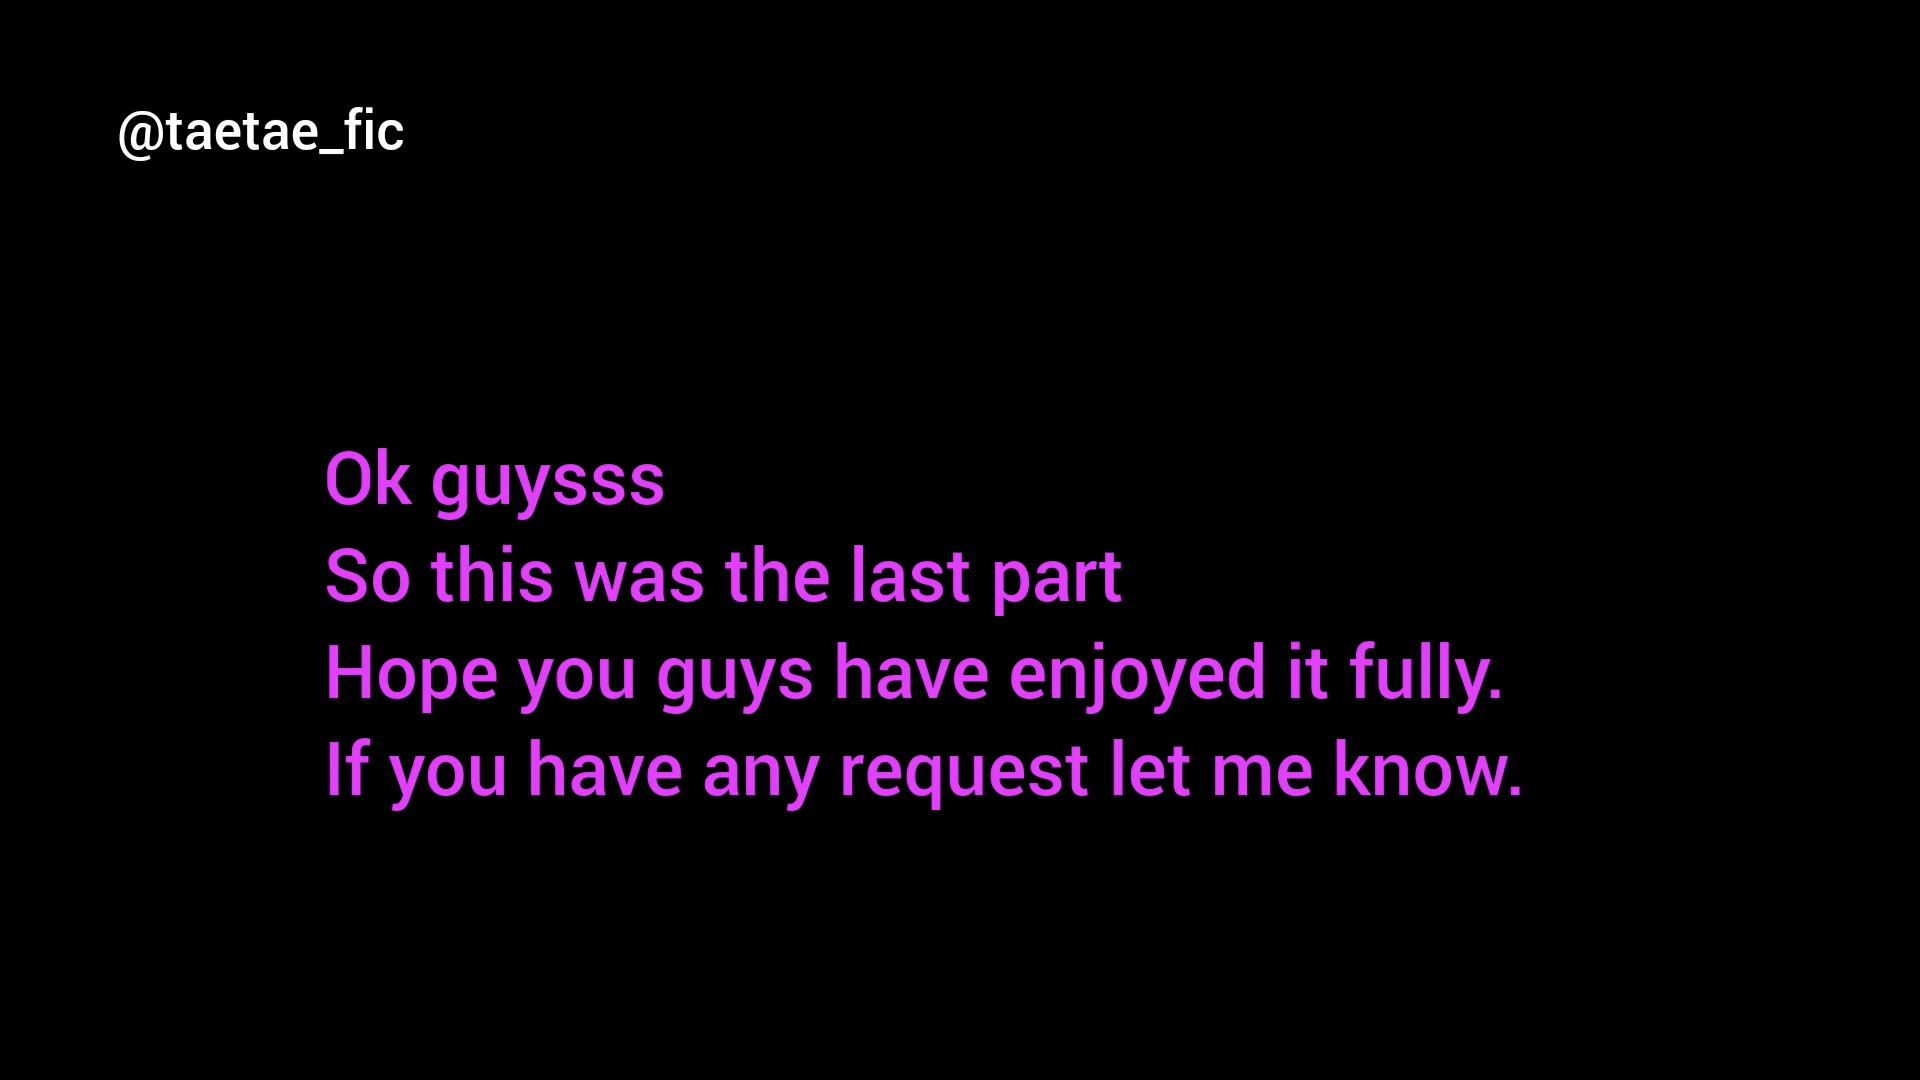 @taetae_fic
Ok guysss
So this was the last part
Hope you guys have enjoyed it fully.
If you have any request let me know.